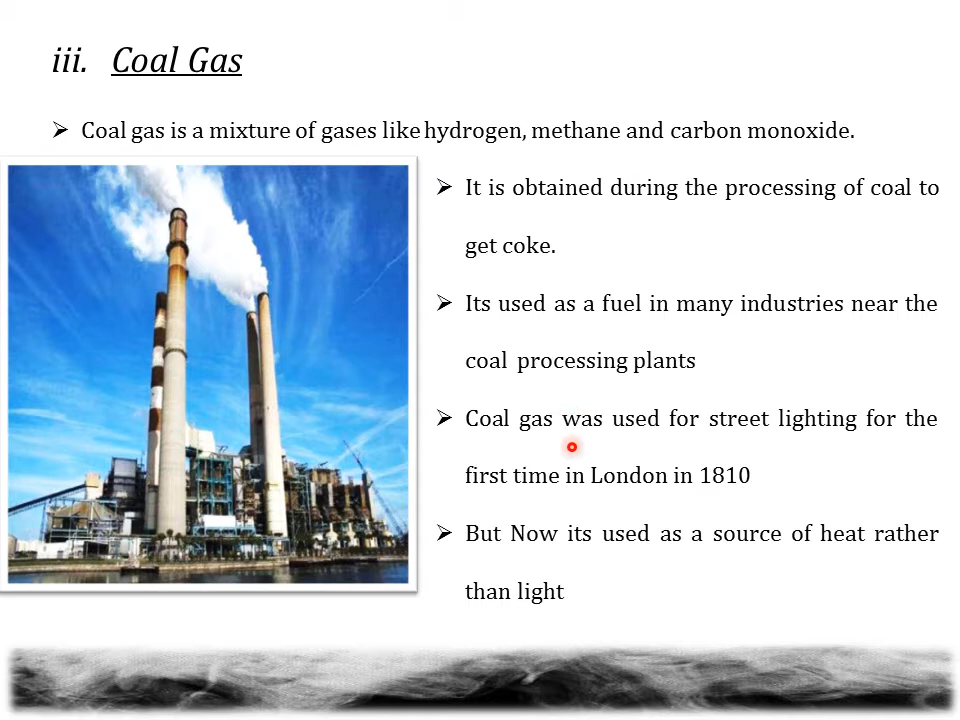 iii. Coal Gas
➢ Coal gas is a mixture of gases like hydrogen, methane and carbon monoxide.
➢ It is obtained during the processing of coal to
get coke.
➢ Its used as a fuel in many industries near the
coal processing plants
➢ Coal gas was used for street lighting for the
first time in London in 1810
➢ But Now its used as a source of heat rather
than light